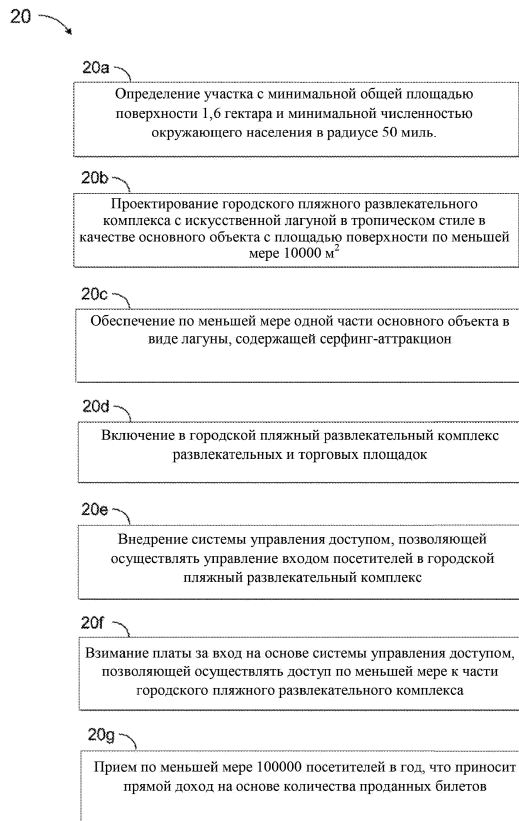 20
20a
Определение участка с минимальной общей площадью
поверхности 1,6 гектара и минимальной численностью
окружающего населения в радиусе 50 миль.
20b
Проектирование городского пляжного развлекательного
комплекса с искусственной лагуной в тропическом стиле в
качестве основного объекта с площадью поверхности по меньшей
мере 10000 м²
20c
Обеспечение по меньшей мере одной части основного объекта в
виде лагуны, содержащей серфинг-аттракцион
20d
Включение в городской пляжный развлекательный комплекс
развлекательных и торговых площадок
20e
Внедрение системы управления доступом, позволяющей
осуществлять управление входом посетителей в городской
пляжный развлекательный комплекс
20f
Взимание платы за вход на основе системы управления доступом,
позволяющей осуществлять доступ по меньшей мере к части
городского пляжного развлекательного комплекса
20g
Прием по меньшей мере 100000 посетителей в год, что приносит
прямой доход на основе количества проданных билетов